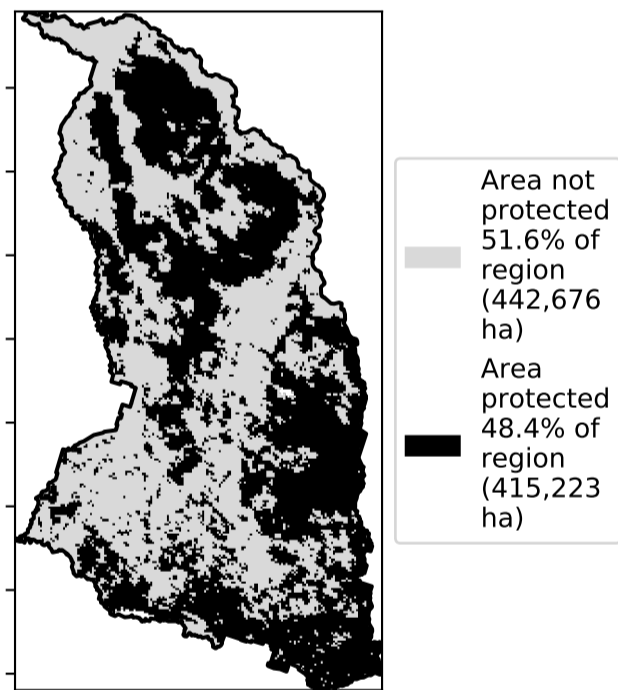 Area not
protected
51.6% of
region
(442,676
ha)
Area
protected
48.4% of
region
(415,223
ha)